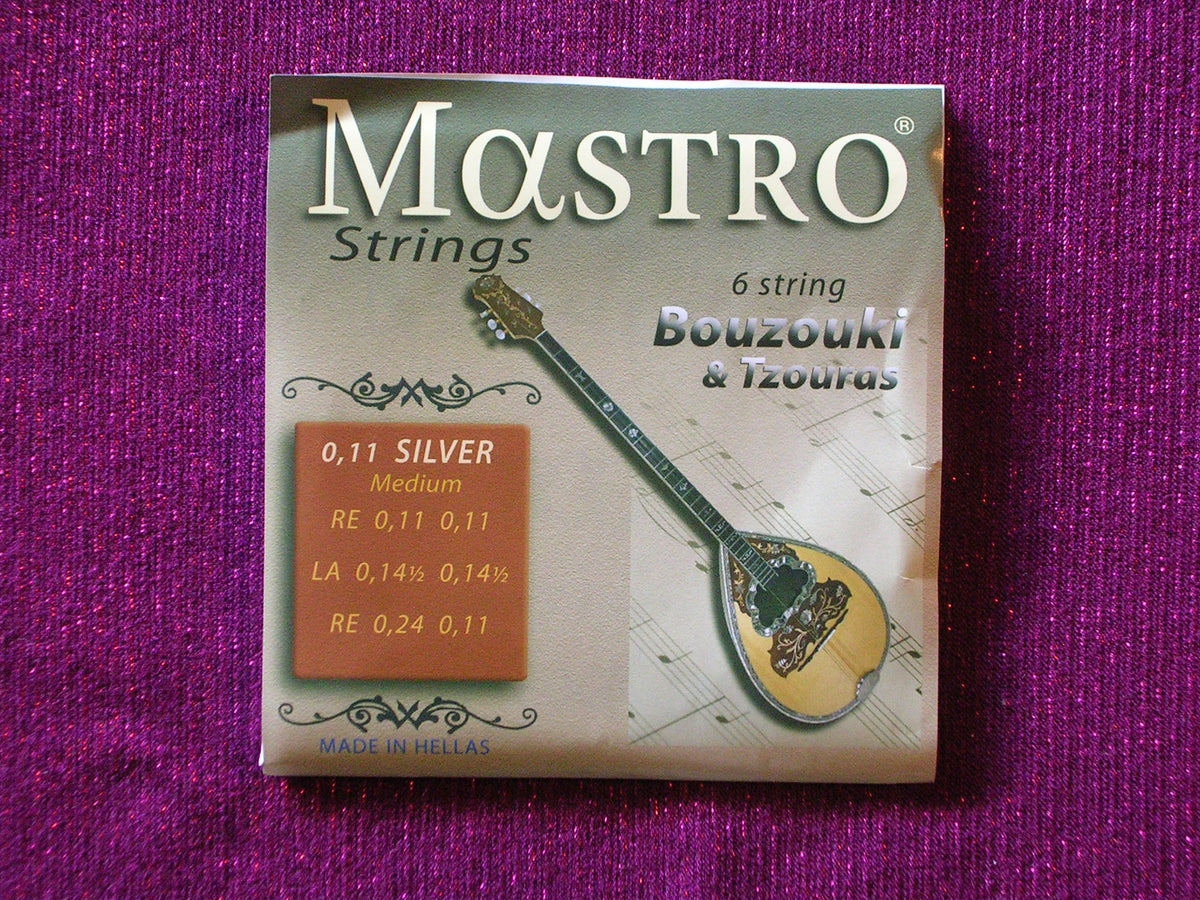 MαSTRO®
Strings
6 string
Bouzouki
& Tzouras
0,11 SILVER
Medium
RE 0,11 0,11
LA 0,14½ 0,14½
RE 0,24 0,11
MADE IN HELLAS